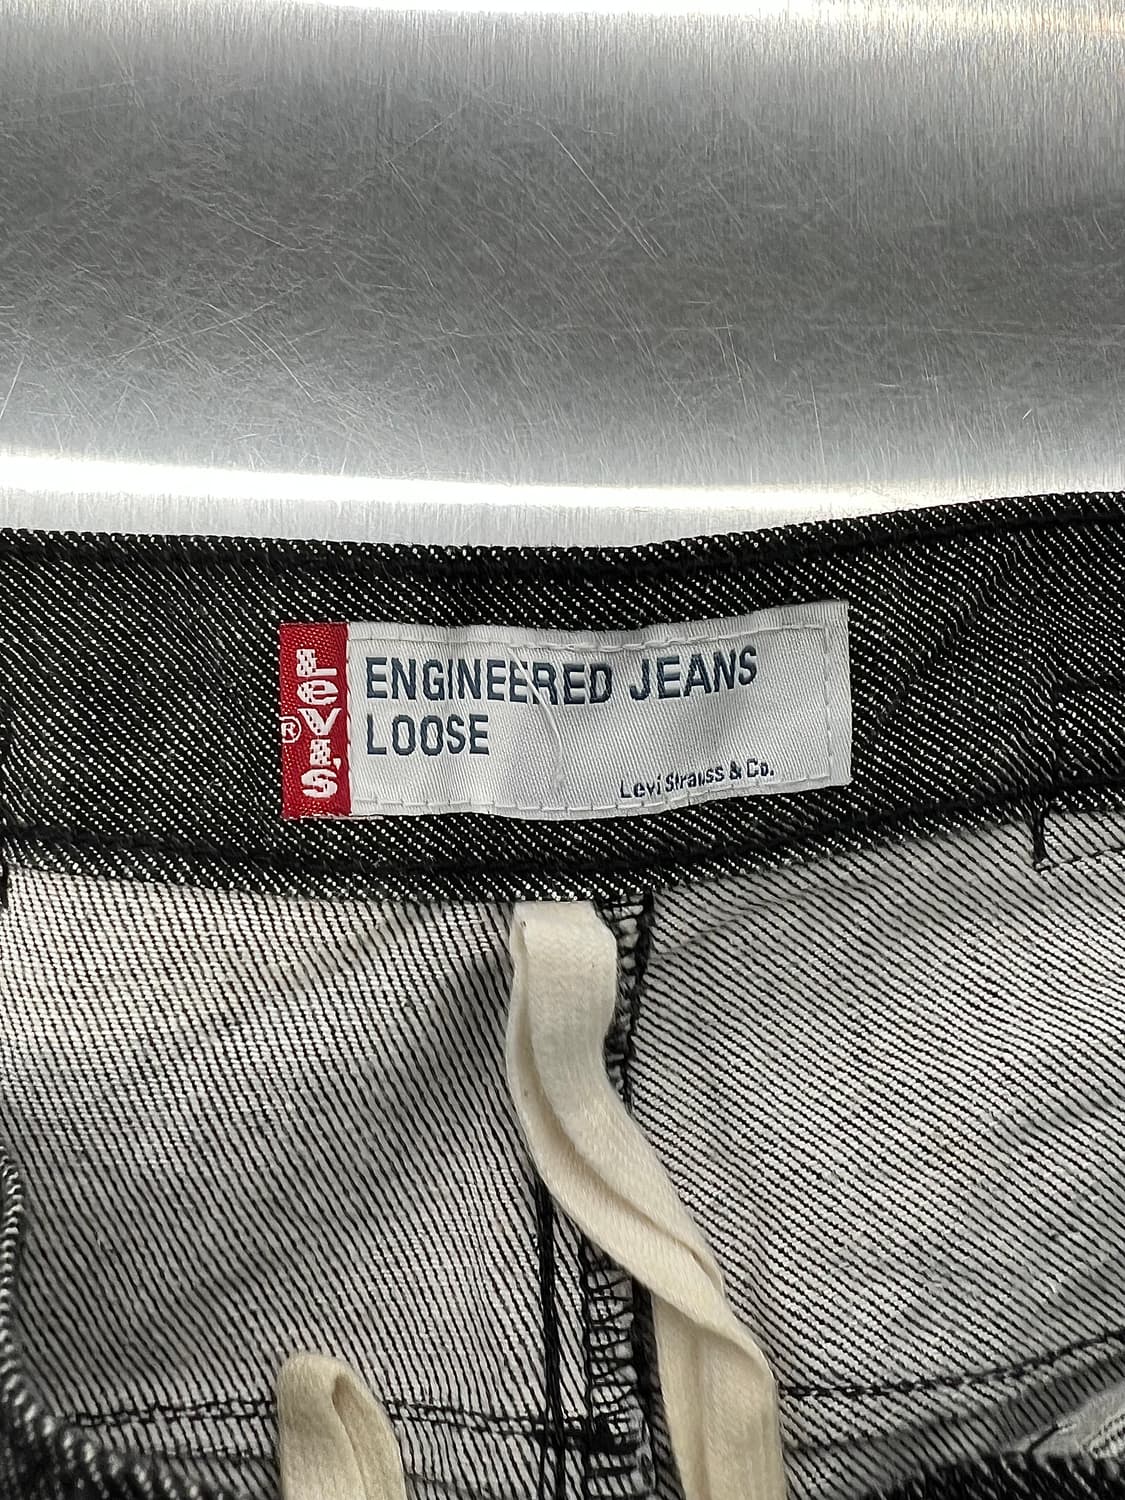 LEVI'S®
ENGINEERED JEANS
LOOSE
Levi Strauss & Co.